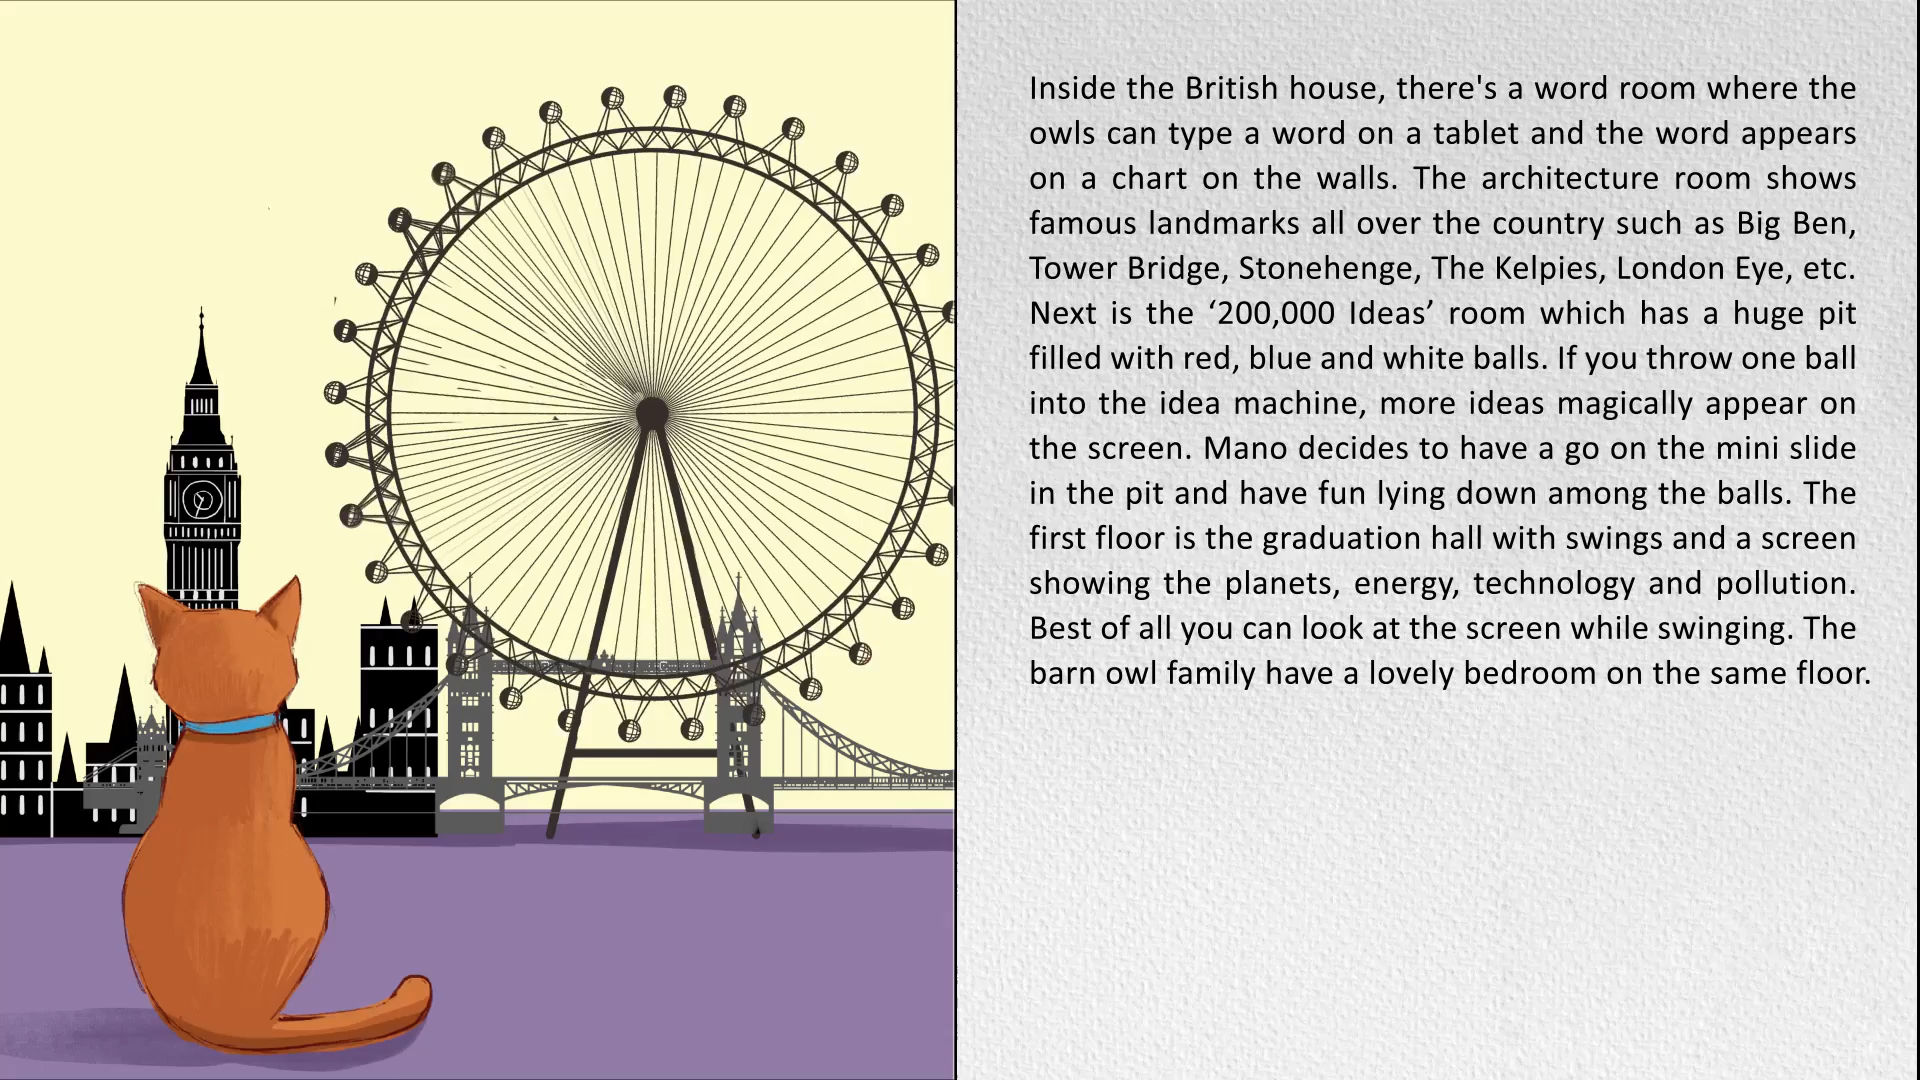 Inside the British house, there's a word room where the
owls can type a word on a tablet and the word appears
on a chart on the walls. The architecture room shows
famous landmarks all over the country such as Big Ben,
Tower Bridge, Stonehenge, The Kelpies, London Eye, etc.
Next is the ‘200,000 Ideas’ room which has a huge pit
filled with red, blue and white balls. If you throw one ball
into the idea machine, more ideas magically appear on
the screen. Mano decides to have a go on the mini slide
in the pit and have fun lying down among the balls. The
first floor is the graduation hall with swings and a screen
showing the planets, energy, technology and pollution.
Best of all you can look at the screen while swinging. The
barn owl family have a lovely bedroom on the same floor.